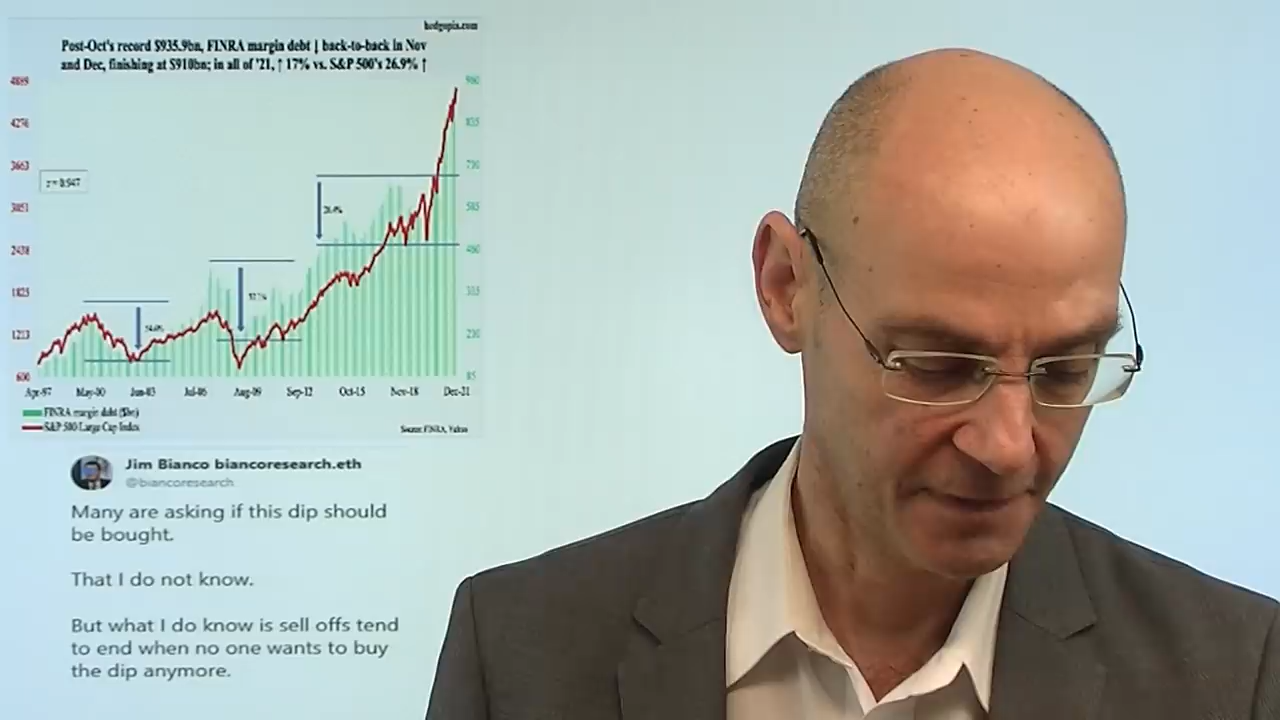 hedgopia.com
Post-Oct's record $935.9bn, FINRA margin debt ↓ back-to-back in Nov
and Dec, finishing at $910bn; in all of '21, ↑ 17% vs. S&P 500's 26.9% ↑
4889 960
4276 835
3663 710
r = 0.947
3051 585
2438 460
1825 335
1213 210
600 85
Apr-97 May-00 Jun-03 Jul-06 Aug-09 Sep-12 Oct-15 Nov-18 Dec-21
FINRA margin debt ($bn)
S&P 500 Large Cap Index
Source: FINRA, Yahoo
Jim Bianco biancoresearch.eth
@biancoresearch
Many are asking if this dip should
be bought.
That I do not know.
But what I do know is sell offs tend
to end when no one wants to buy
the dip anymore.